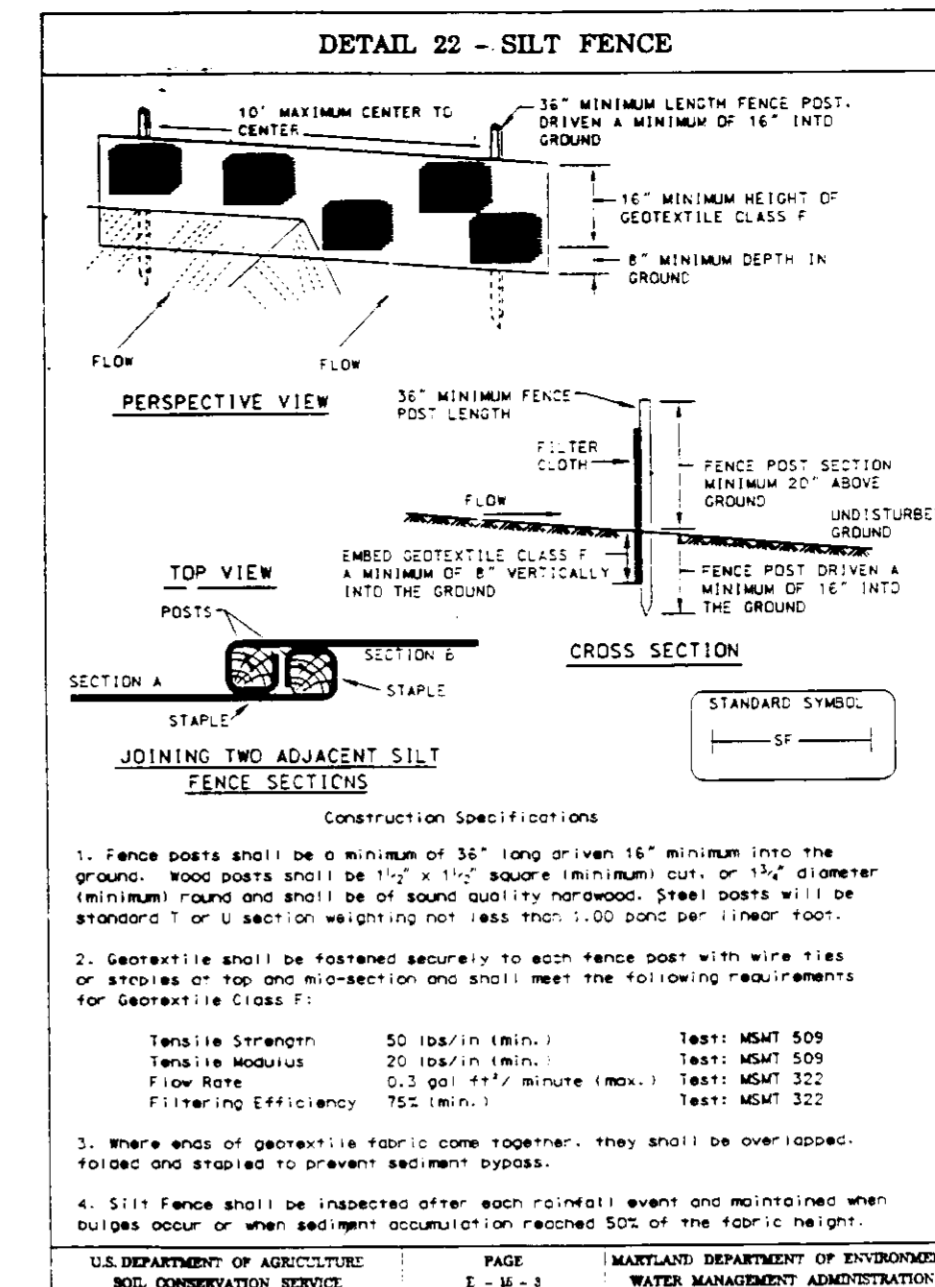 DETAIL 22 - SILT FENCE
10' MAXIMUM CENTER TO
CENTER
36" MINIMUM LENGTH FENCE POST,
DRIVEN A MINIMUM OF 16" INTO
GROUND
16" MINIMUM HEIGHT OF
GEOTEXTILE CLASS F
8" MINIMUM DEPTH IN
GROUND
FLOW
FLOW
PERSPECTIVE VIEW
36" MINIMUM FENCE
POST LENGTH
FILTER
CLOTH
FLOW
FENCE POST SECTION
MINIMUM 20" ABOVE
GROUND
UNDISTURBE
GROUND
EMBED GEOTEXTILE CLASS F
A MINIMUM OF 8" VERTICALLY
INTO THE GROUND
FENCE POST DRIVEN A
MINIMUM OF 16" INTO
THE GROUND
CROSS SECTION
TOP VIEW
POSTS
SECTION B
SECTION A
STAPLE
STAPLE
JOINING TWO ADJACENT SILT
FENCE SECTIONS
STANDARD SYMBOL
SF
Construction Specifications
1. Fence posts shall be a minimum of 36" long driven 16" minimum into the
ground. Wood posts shall be 1½" x 1½" square (minimum) cut, or 1¾" diameter
(minimum) round and shall be of sound quality hardwood. Steel posts will be
standard T or U section weighting not less than 1.00 pond per linear foot.
2. Geotextile shall be fastened securely to each fence post with wire ties
or staples at top and mid-section and shall meet the following requirements
for Geotextile Class F:
Tensile Strength 50 lbs/in (min.) Test: MSMT 509
Tensile Modulus 20 lbs/in (min.) Test: MSMT 509
Flow Rate 0.3 gal ft²/ minute (max.) Test: MSMT 322
Filtering Efficiency 75% (min.) Test: MSMT 322
3. Where ends of geotextile fabric come together, they shall be overlapped,
folded and stapled to prevent sediment bypass.
4. Silt Fence shall be inspected after each rainfall event and maintained when
bulges occur or when sediment accumulation reached 50% of the fabric height.
U.S. DEPARTMENT OF AGRICULTURE
SOIL CONSERVATION SERVICE
PAGE
E - 15 - 3
MARYLAND DEPARTMENT OF ENVIRONME
WATER MANAGEMENT ADMINISTRATION